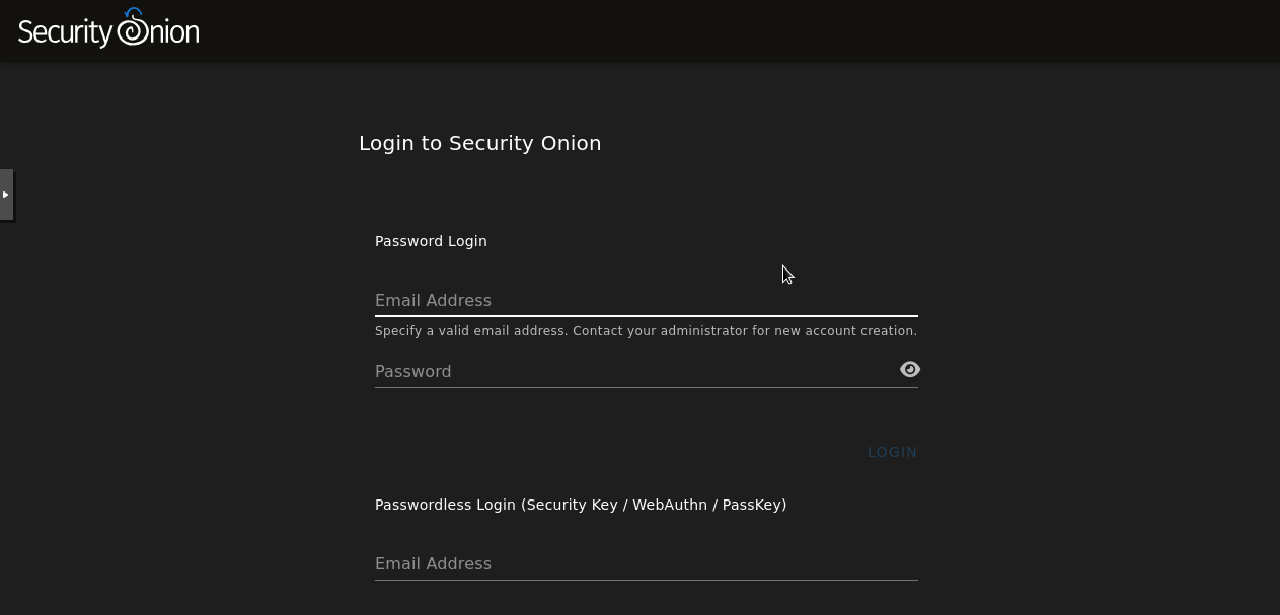 Security Onion
Login to Security Onion
Password Login
Email Address
Specify a valid email address. Contact your administrator for new account creation.
Password
LOGIN
Passwordless Login (Security Key / WebAuthn / PassKey)
Email Address